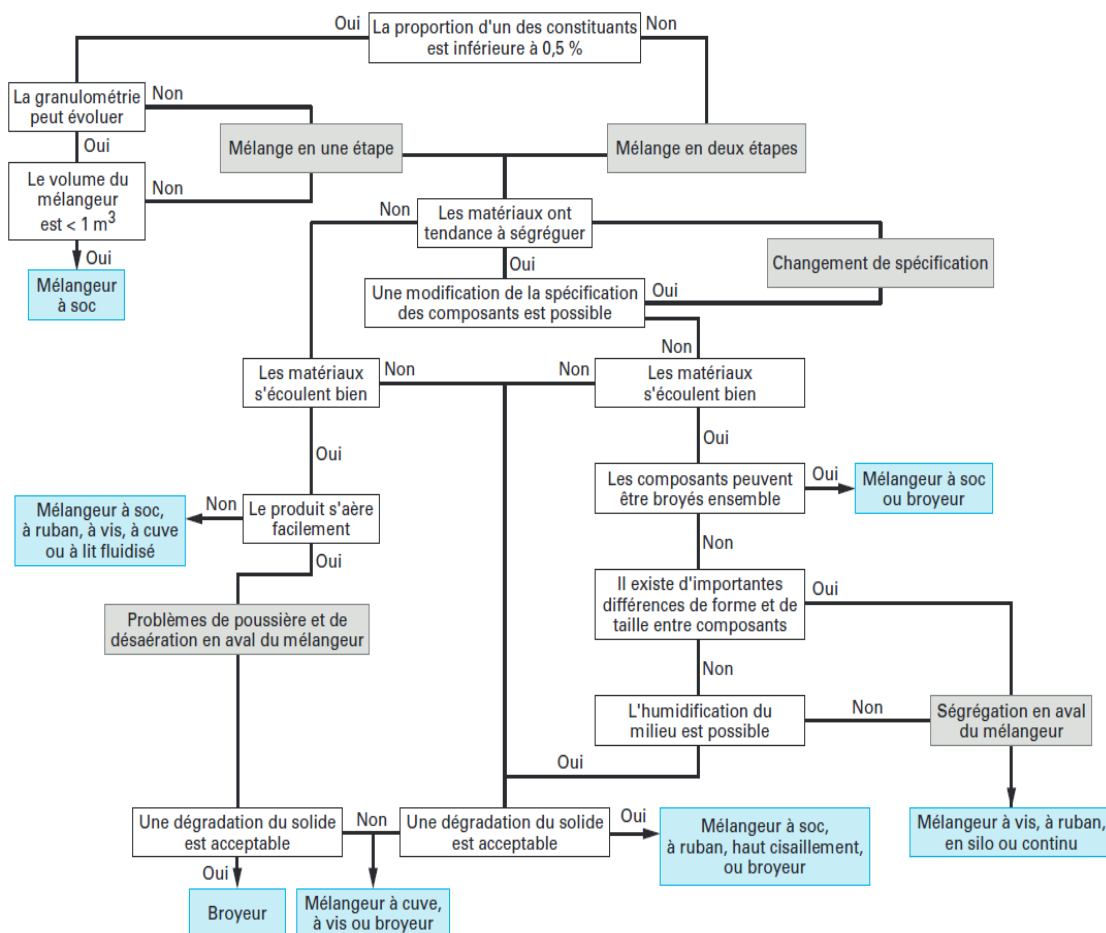 Oui
La proportion d'un des constituants
est inférieure à 0,5 %
Non
La granulométrie
peut évoluer
Non
Oui
Mélange en une étape
Mélange en deux étapes
Le volume du
mélangeur
est < 1 m³
Non
Oui
Mélangeur
à soc
Non
Les matériaux ont
tendance à ségréguer
Oui
Changement de spécification
Une modification de la spécification
des composants est possible
Oui
Non
Les matériaux
s'écoulent bien
Non
Non
Les matériaux
s'écoulent bien
Oui
Oui
Les composants peuvent
être broyés ensemble
Oui
Mélangeur à soc
ou broyeur
Mélangeur à soc,
à ruban, à vis, à cuve
ou à lit fluidisé
Non
Le produit s'aère
facilement
Oui
Non
Il existe d'importantes
différences de forme et de
taille entre composants
Oui
Problèmes de poussière et de
désaération en aval du mélangeur
Non
L'humidification du
milieu est possible
Non
Ségrégation en aval
du mélangeur
Oui
Une dégradation du solide
est acceptable
Non
Une dégradation du solide
est acceptable
Oui
Mélangeur à soc,
à ruban, haut cisaillement,
ou broyeur
Mélangeur à vis, à ruban,
en silo ou continu
Oui
Broyeur
Mélangeur à cuve,
à vis ou broyeur